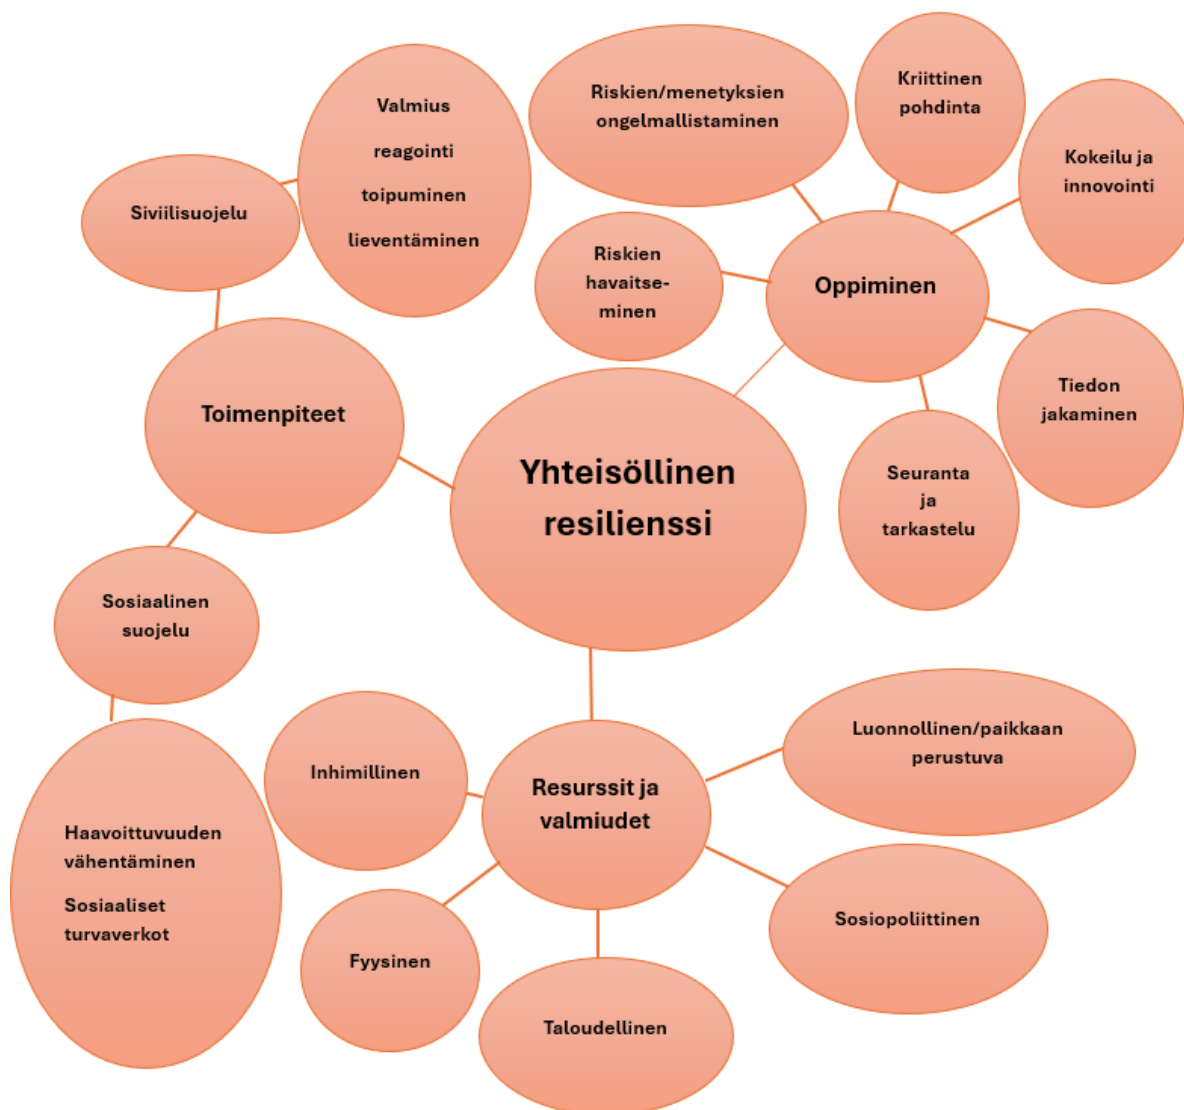 Valmius
reagointi
toipuminen
lieventäminen
Siviilisuojelu
Riskien/menetyksien
ongelmallistaminen
Kriittinen
pohdinta
Kokeilu ja
innovointi
Riskien
havaitse-
minen
Oppiminen
Tiedon
jakaminen
Seuranta
ja
tarkastelu
Toimenpiteet
Yhteisöllinen
resilienssi
Sosiaalinen
suojelu
Haavoittuvuuden
vähentäminen
Sosiaaliset
turvaverkot
Inhimillinen
Resurssit ja
valmiudet
Luonnollinen/paikkaan
perustuva
Sosiopoliittinen
Fyysinen
Taloudellinen